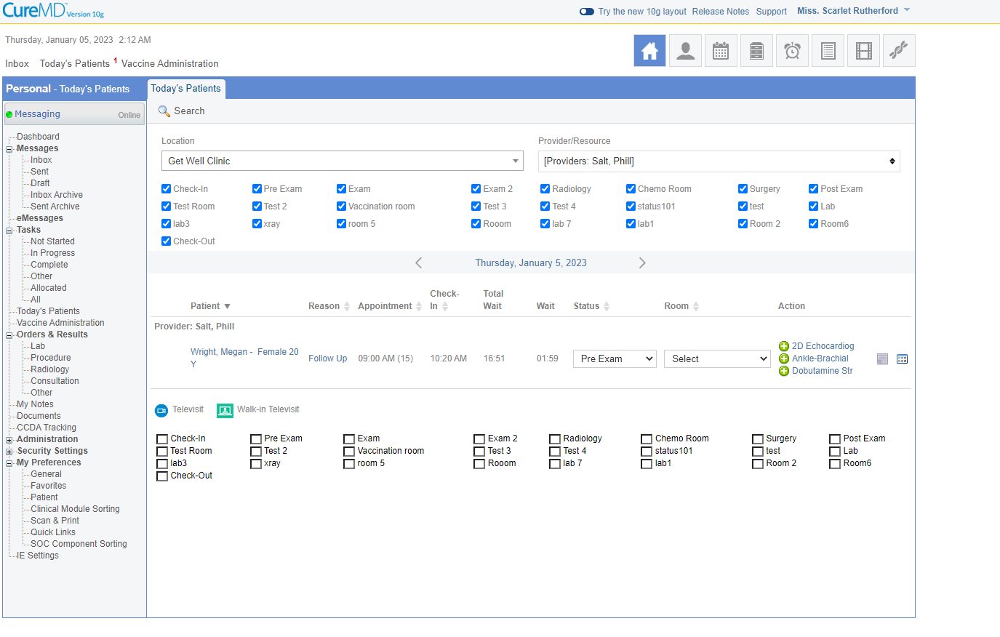 CureMD Version 10g
Try the new 10g layout Release Notes Support Miss. Scarlet Rutherford
Thursday, January 05, 2023 2:12 AM
Inbox Today's Patients 1 Vaccine Administration
Personal - Today's Patients
Messaging Online
Dashboard
Messages
Inbox
Sent
Draft
Inbox Archive
Sent Archive
eMessages
Tasks
Not Started
In Progress
Complete
Other
Allocated
All
Today's Patients
Vaccine Administration
Orders & Results
Lab
Procedure
Radiology
Consultation
Other
My Notes
Documents
CCDA Tracking
Administration
Security Settings
My Preferences
General
Favorites
Patient
Clinical Module Sorting
Scan & Print
Quick Links
SOC Component Sorting
IE Settings
Today's Patients
Search
Location Provider/Resource
Get Well Clinic [Providers: Salt, Phill]
Check-In Pre Exam Exam Exam 2 Radiology Chemo Room Surgery Post Exam
Test Room Test 2 Vaccination room Test 3 Test 4 status101 test Lab
lab3 xray room 5 Rooom lab 7 lab1 Room 2 Room6
Check-Out
Thursday, January 5, 2023
Patient Reason Appointment Check-In Total Wait Wait Status Room Action
Provider: Salt, Phill
Wright, Megan - Female 20 Y Follow Up 09:00 AM (15) 10:20 AM 16:51 01:59 Pre Exam Select
2D Echocardiog
Ankle-Brachial
Dobutamine Str
Televisit Walk-in Televisit
Check-In Pre Exam Exam Exam 2 Radiology Chemo Room Surgery Post Exam
Test Room Test 2 Vaccination room Test 3 Test 4 status101 test Lab
lab3 xray room 5 Rooom lab 7 lab1 Room 2 Room6
Check-Out